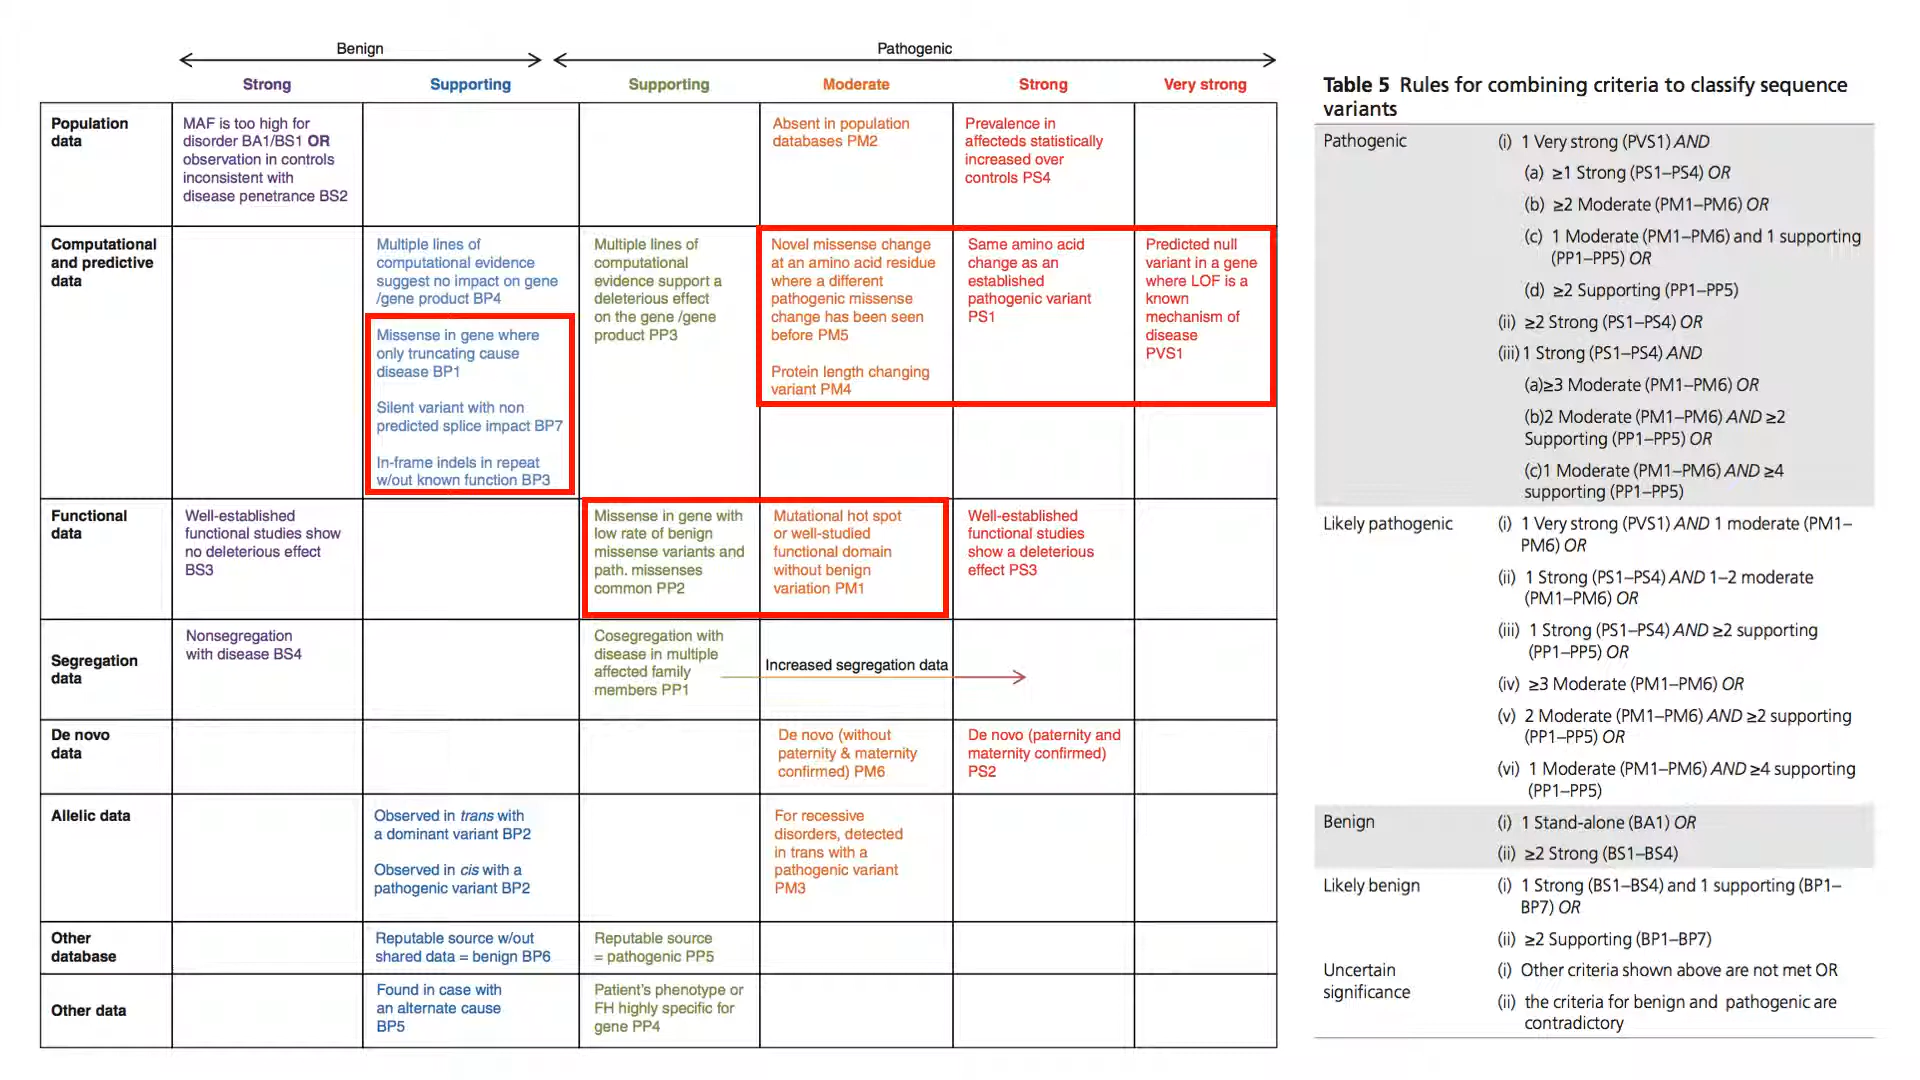 Benign
Pathogenic
Strong
Supporting
Supporting
Moderate
Strong
Very strong
Population
data
MAF is too high for
disorder BA1/BS1 OR
observation in controls
inconsistent with
disease penetrance BS2
Absent in population
databases PM2
Prevalence in
affecteds statistically
increased over
controls PS4
Computational
and predictive
data
Multiple lines of
computational evidence
suggest no impact on gene
/gene product BP4
Missense in gene where
only truncating cause
disease BP1
Silent variant with non
predicted splice impact BP7
In-frame indels in repeat
w/out known function BP3
Multiple lines of
computational
evidence support a
deleterious effect
on the gene /gene
product PP3
Novel missense change
at an amino acid residue
where a different
pathogenic missense
change has been seen
before PM5
Protein length changing
variant PM4
Same amino acid
change as an
established
pathogenic variant
PS1
Predicted null
variant in a gene
where LOF is a
known
mechanism of
disease
PVS1
Functional
data
Well-established
functional studies show
no deleterious effect
BS3
Missense in gene with
low rate of benign
missense variants and
path. missenses
common PP2
Mutational hot spot
or well-studied
functional domain
without benign
variation PM1
Well-established
functional studies
show a deleterious
effect PS3
Segregation
data
Nonsegregation
with disease BS4
Cosegregation with
disease in multiple
affected family
members PP1
Increased segregation data
De novo
data
De novo (without
paternity & maternity
confirmed) PM6
De novo (paternity and
maternity confirmed)
PS2
Allelic data
Observed in trans with
a dominant variant BP2
Observed in cis with a
pathogenic variant BP2
For recessive
disorders, detected
in trans with a
pathogenic variant
PM3
Other
database
Reputable source w/out
shared data = benign BP6
Reputable source
= pathogenic PP5
Other data
Found in case with
an alternate cause
BP5
Patient's phenotype or
FH highly specific for
gene PP4
Table 5 Rules for combining criteria to classify sequence
variants
Pathogenic
(i) 1 Very strong (PVS1) AND
(a) ≥1 Strong (PS1–PS4) OR
(b) ≥2 Moderate (PM1–PM6) OR
(c) 1 Moderate (PM1–PM6) and 1 supporting
(PP1–PP5) OR
(d) ≥2 Supporting (PP1–PP5)
(ii) ≥2 Strong (PS1–PS4) OR
(iii) 1 Strong (PS1–PS4) AND
(a)≥3 Moderate (PM1–PM6) OR
(b)2 Moderate (PM1–PM6) AND ≥2
Supporting (PP1–PP5) OR
(c)1 Moderate (PM1–PM6) AND ≥4
supporting (PP1–PP5)
Likely pathogenic
(i) 1 Very strong (PVS1) AND 1 moderate (PM1–
PM6) OR
(ii) 1 Strong (PS1–PS4) AND 1–2 moderate
(PM1–PM6) OR
(iii) 1 Strong (PS1–PS4) AND ≥2 supporting
(PP1–PP5) OR
(iv) ≥3 Moderate (PM1–PM6) OR
(v) 2 Moderate (PM1–PM6) AND ≥2 supporting
(PP1–PP5) OR
(vi) 1 Moderate (PM1–PM6) AND ≥4 supporting
(PP1–PP5)
Benign
(i) 1 Stand-alone (BA1) OR
(ii) ≥2 Strong (BS1–BS4)
Likely benign
(i) 1 Strong (BS1–BS4) and 1 supporting (BP1–
BP7) OR
(ii) ≥2 Supporting (BP1–BP7)
Uncertain
significance
(i) Other criteria shown above are not met OR
(ii) the criteria for benign and pathogenic are
contradictory